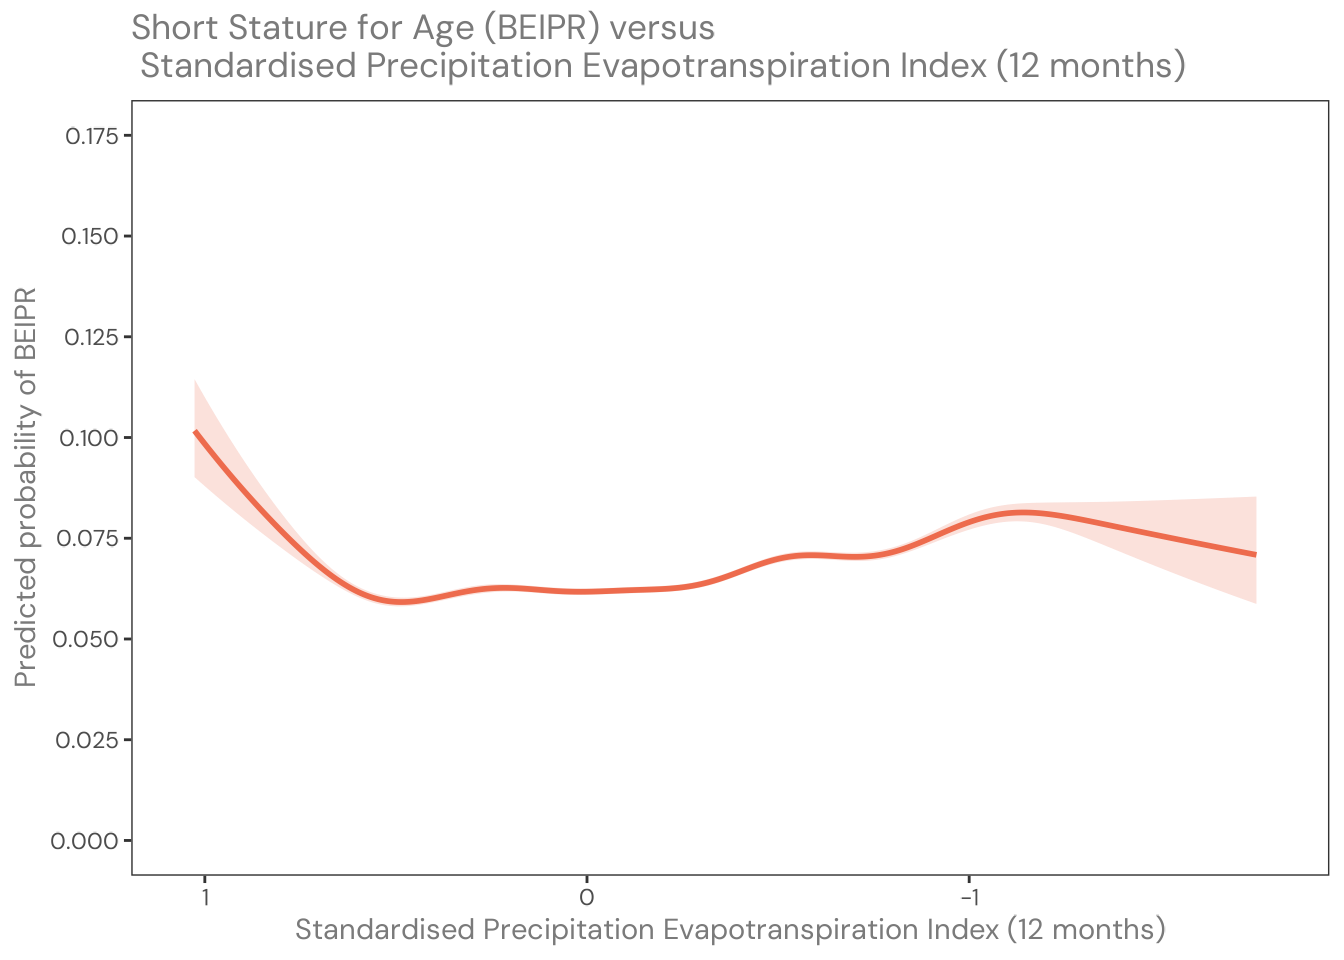 Short Stature for Age (BEIPR) versus
Standardised Precipitation Evapotranspiration Index (12 months)
0.175
0.150
0.125
0.100
0.075
0.050
0.025
0.000
Predicted probability of BEIPR
1
0
-1
Standardised Precipitation Evapotranspiration Index (12 months)